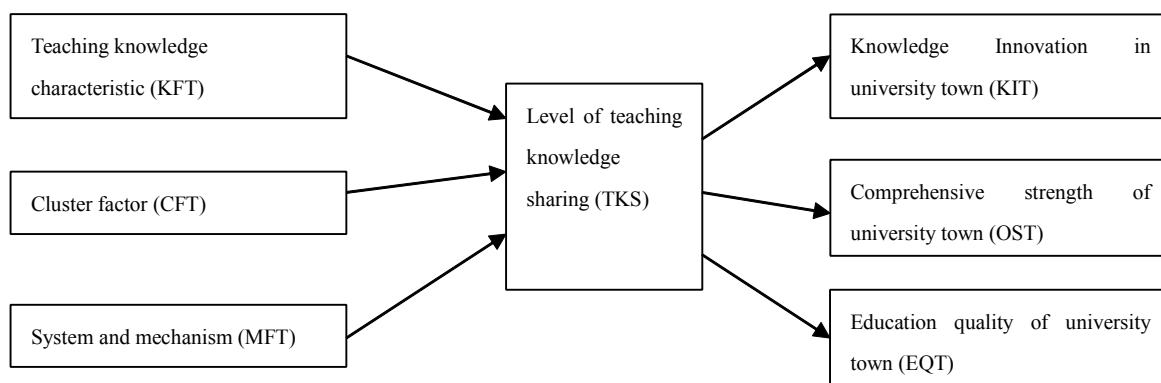 Teaching knowledge
characteristic (KFT)
Cluster factor (CFT)
System and mechanism (MFT)
Level of teaching
knowledge
sharing (TKS)
Knowledge Innovation in
university town (KIT)
Comprehensive strength of
university town (OST)
Education quality of university
town (EQT)